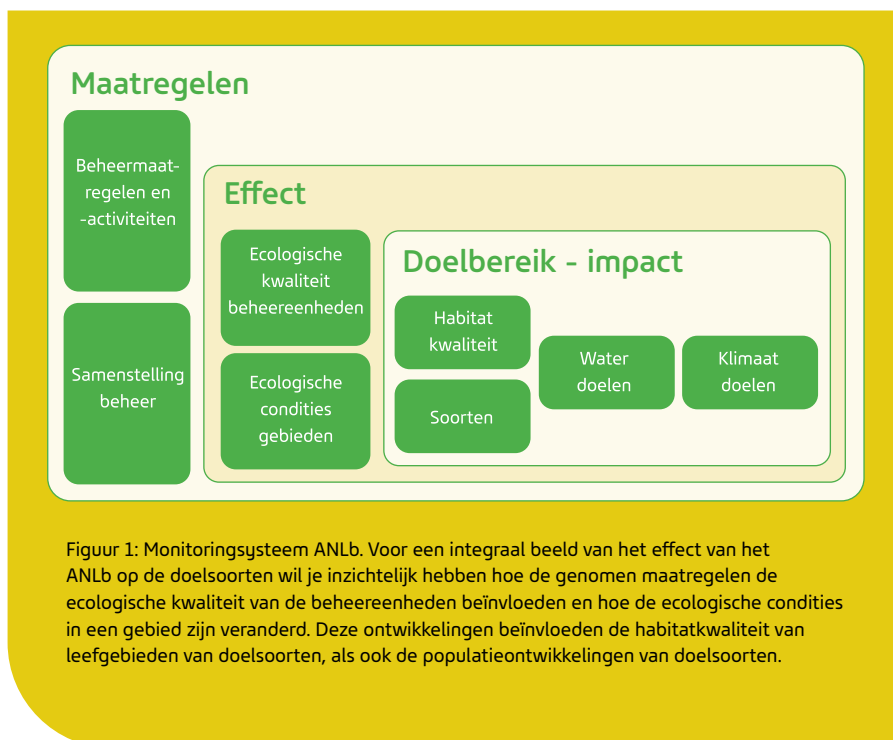 Maatregelen
Beheermaat-
regelen en
-activiteiten
Samenstelling
beheer
Effect
Ecologische
kwaliteit
beheereenheden
Ecologische
condities
gebieden
Doelbereik - impact
Habitat
kwaliteit
Soorten
Water
doelen
Klimaat
doelen
Figuur 1: Monitoringsysteem ANLb. Voor een integraal beeld van het effect van het
ANLb op de doelsoorten wil je inzichtelijk hebben hoe de genomen maatregelen de
ecologische kwaliteit van de beheereenheden beïnvloeden en hoe de ecologische condities
in een gebied zijn veranderd. Deze ontwikkelingen beïnvloeden de habitatkwaliteit van
leefgebieden van doelsoorten, als ook de populatieontwikkelingen van doelsoorten.